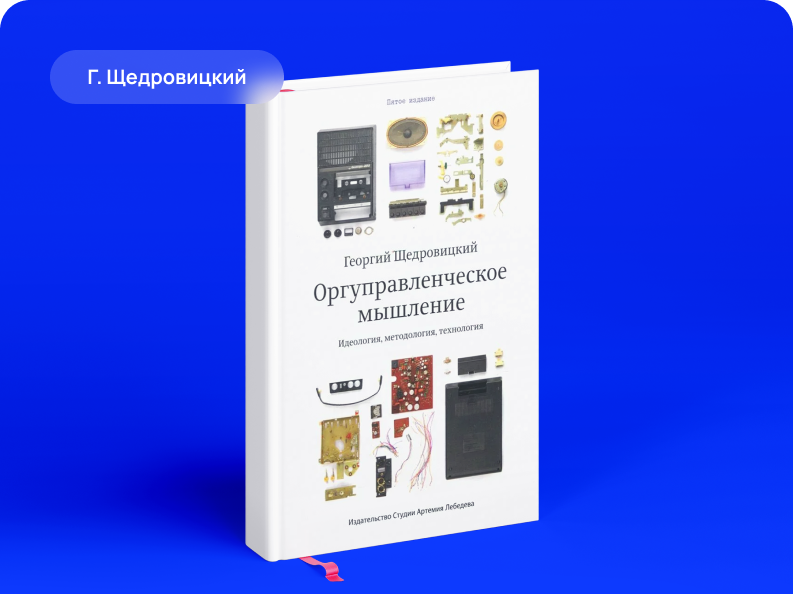 Г. Щедровицкий
Пятое издание
Георгий Щедровицкий
Оргуправленческое
мышление
Идеология, методология, технология
Издательство Студии Артемия Лебедева